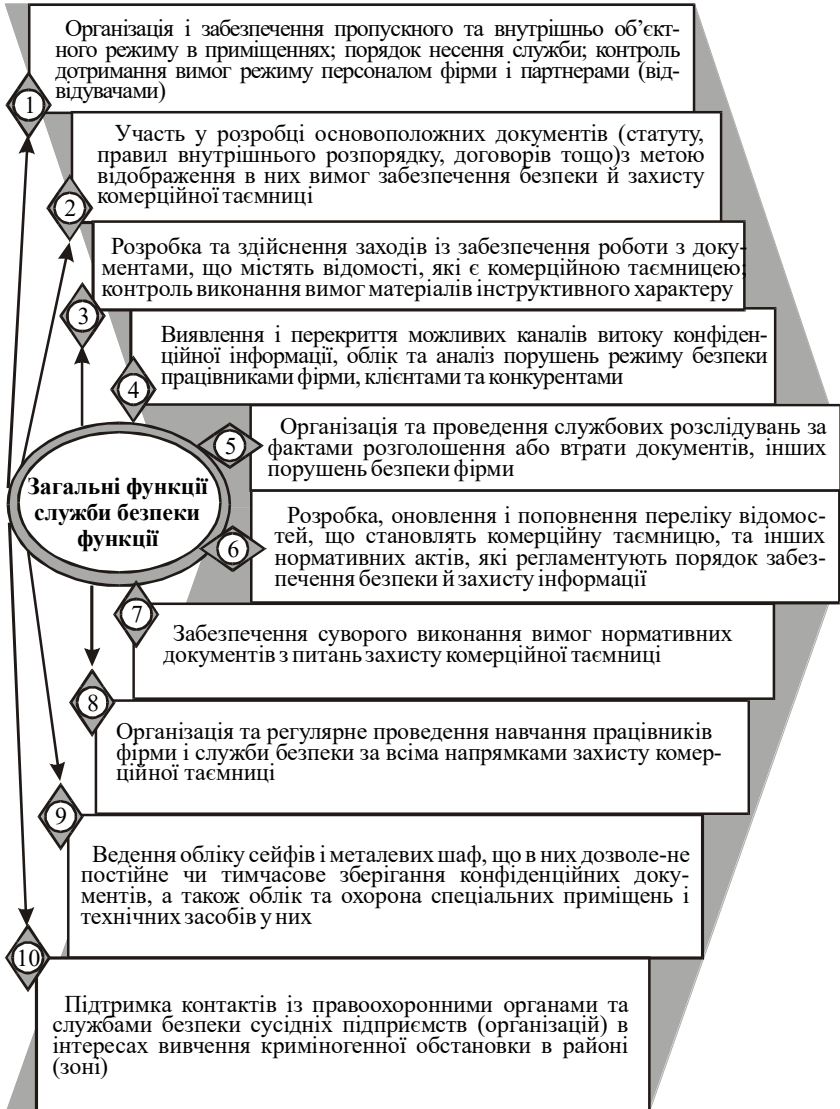 Організація і забезпечення пропускного та внутрішньо об’єкт-
ного режиму в приміщеннях; порядок несення служби; контроль
дотримання вимог режиму персоналом фірми і партнерами (від-
відувачами)
1
Участь у розробці основоположних документів (статуту,
правил внутрішнього розпорядку, договорів тощо)з метою
відображення в них вимог забезпечення безпеки й захисту
комерційної таємниці
2
Розробка та здійснення заходів із забезпечення роботи з доку-
ментами, що містять відомості, які є комерційною таємницею;
контроль виконання вимог матеріалів інструктивного характеру
3
Виявлення і перекриття можливих каналів витоку конфіден-
ційної інформації, облік та аналіз порушень режиму безпеки
працівниками фірми, клієнтами та конкурентами
4
Організація та проведення службових розслідувань за
фактами розголошення або втрати документів, інших
порушень безпеки фірми
5
Загальні функції
служби безпеки
функції
Розробка, оновлення і поповнення переліку відомос-
тей, що становлять комерційну таємницю, та інших
нормативних актів, які регламентують порядок забез-
печення безпеки й захисту інформації
6
7
Забезпечення суворого виконання вимог нормативних
документів з питань захисту комерційної таємниці
8
Організація та регулярне проведення навчання працівників
фірми і служби безпеки за всіма напрямками захисту комер-
ційної таємниці
9
Ведення обліку сейфів і металевих шаф, що в них дозволе-не
постійне чи тимчасове зберігання конфіденційних доку-
ментів, а також облік та охорона спеціальних приміщень і
технічних засобів у них
10
Підтримка контактів із правоохоронними органами та
службами безпеки сусідніх підприємств (організацій) в
інтересах вивчення криміногенної обстановки в районі
(зоні)